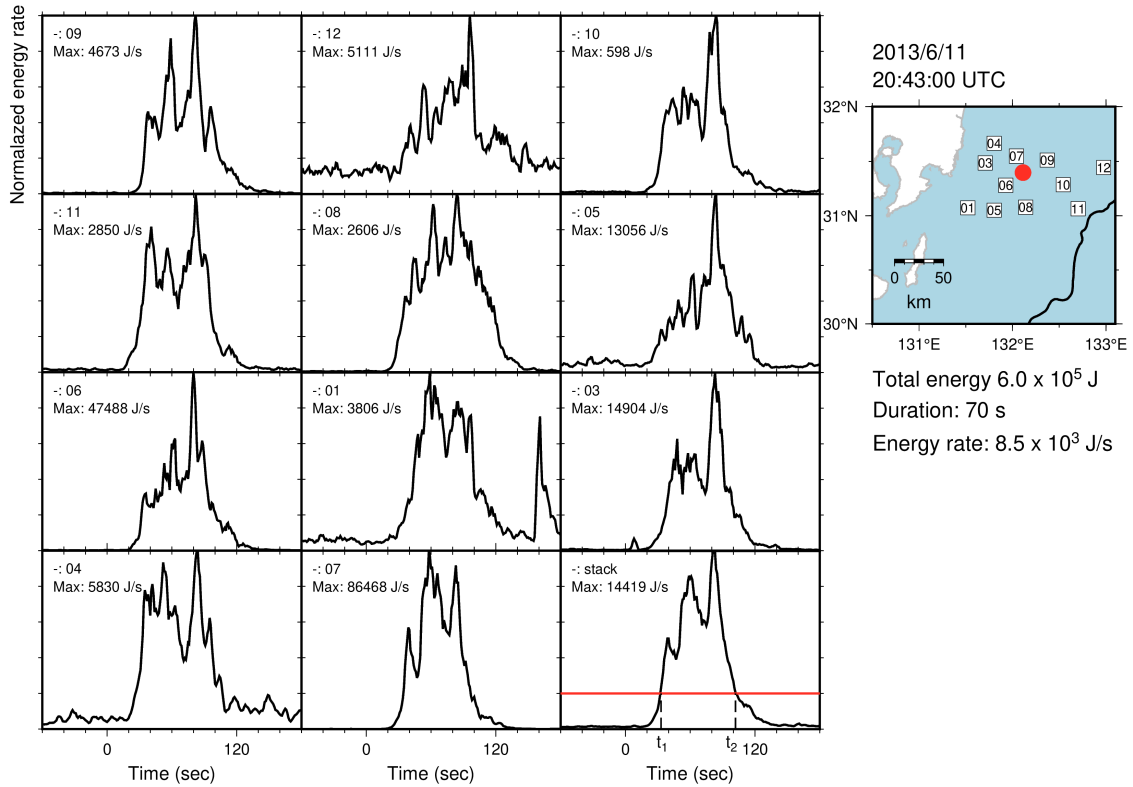 Normalazed energy rate
-: 09
Max: 4673 J/s
-: 12
Max: 5111 J/s
-: 10
Max: 598 J/s
-: 11
Max: 2850 J/s
-: 08
Max: 2606 J/s
-: 05
Max: 13056 J/s
-: 06
Max: 47488 J/s
-: 01
Max: 3806 J/s
-: 03
Max: 14904 J/s
-: 04
Max: 5830 J/s
-: 07
Max: 86468 J/s
-: stack
Max: 14419 J/s
t₁ t₂
0 120 0 120 0 120
Time (sec) Time (sec) Time (sec)
2013/6/11
20:43:00 UTC
32°N
31°N
30°N
04
03 07 09 12
06 10
01 05 08 11
0 50
km
131°E 132°E 133°E
Total energy 6.0 x 10⁵ J
Duration: 70 s
Energy rate: 8.5 x 10³ J/s